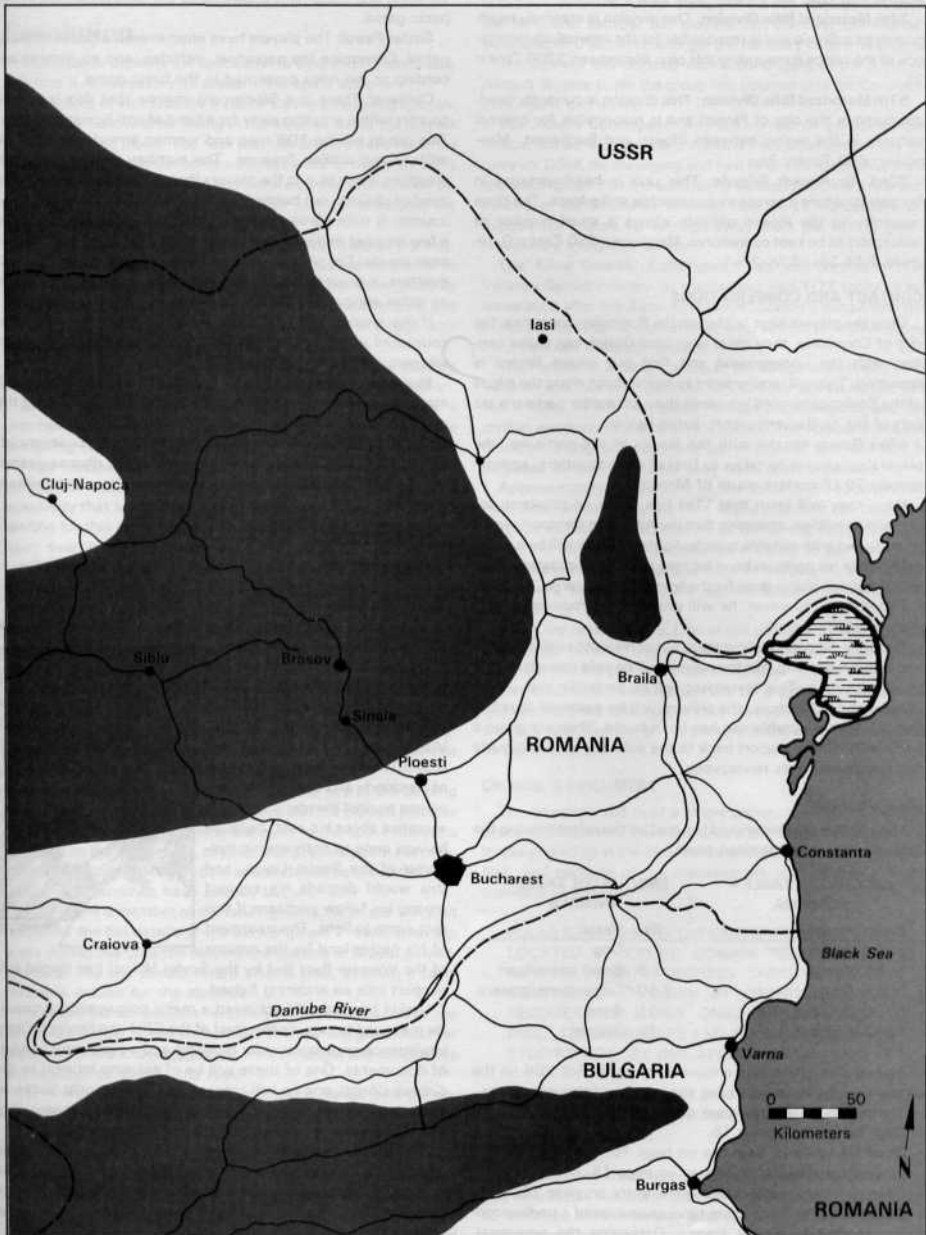 USSR
Iasi
Cluj-Napoca
Sibiu
Brasov
Braila
Sinaia
ROMANIA
Ploesti
Constanta
Bucharest
Craiova
Black Sea
Danube River
Varna
BULGARIA
0 50
Kilometers
N
Burgas
ROMANIA